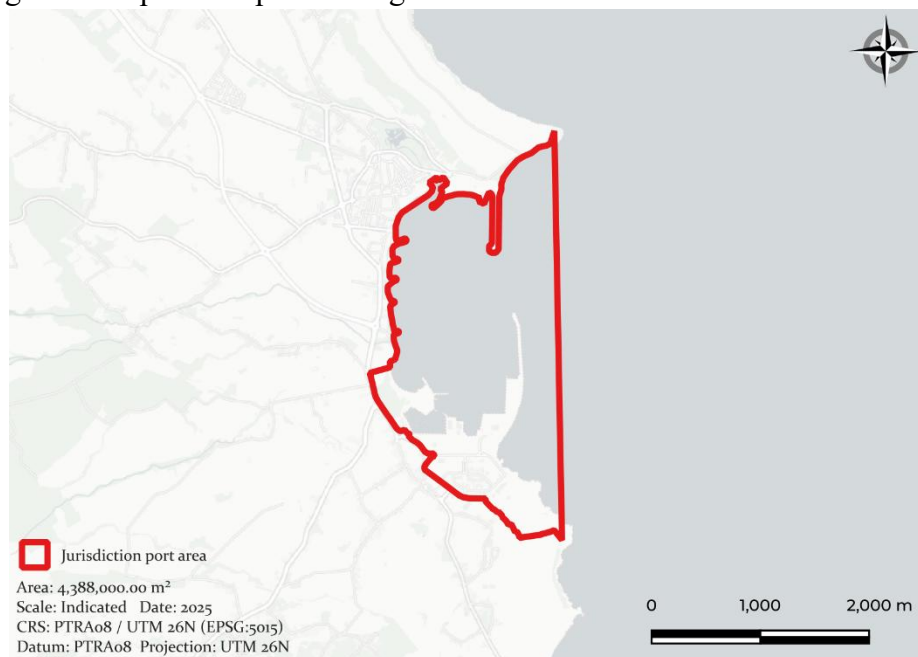 Jurisdiction port area
Area: 4,388,000.00 m²
Scale: Indicated Date: 2025
CRS: PTRA08 / UTM 26N (EPSG:5015)
Datum: PTRA08 Projection: UTM 26N
0 1,000 2,000 m